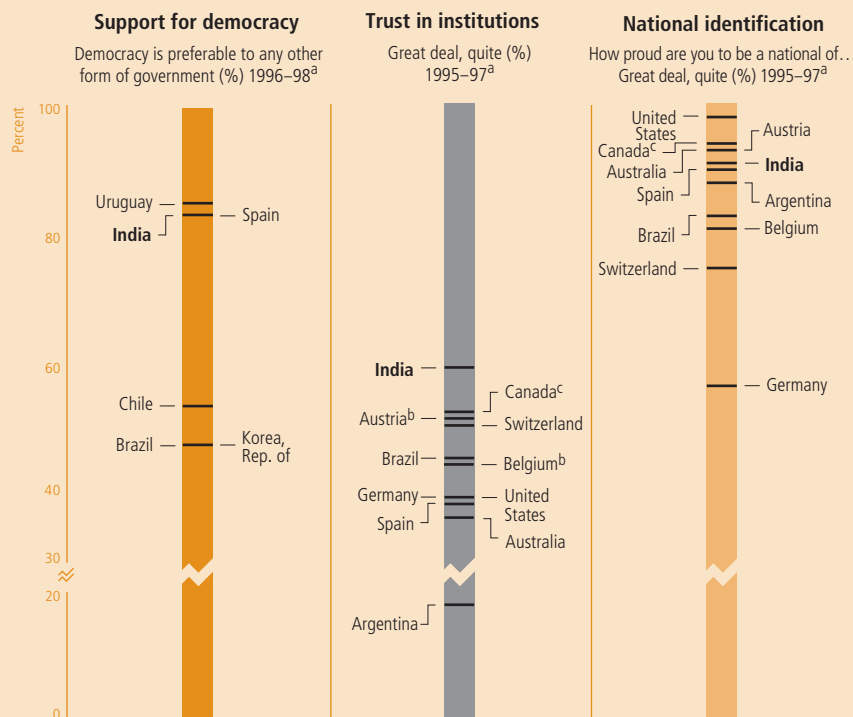 Support for democracy
Democracy is preferable to any other
form of government (%) 1996–98a
Trust in institutions
Great deal, quite (%)
1995–97a
National identification
How proud are you to be a national of..
Great deal, quite (%) 1995–97a
Percent
100
80
60
40
30
20
0
Uruguay
India
Spain
Chile
Brazil
Korea,
Rep. of
India
Canadac
Austriab
Switzerland
Brazil
Belgiumb
Germany
United
States
Spain
Australia
Argentina
United
States
Austria
Canadac
Australia
India
Spain
Argentina
Brazil
Belgium
Switzerland
Germany